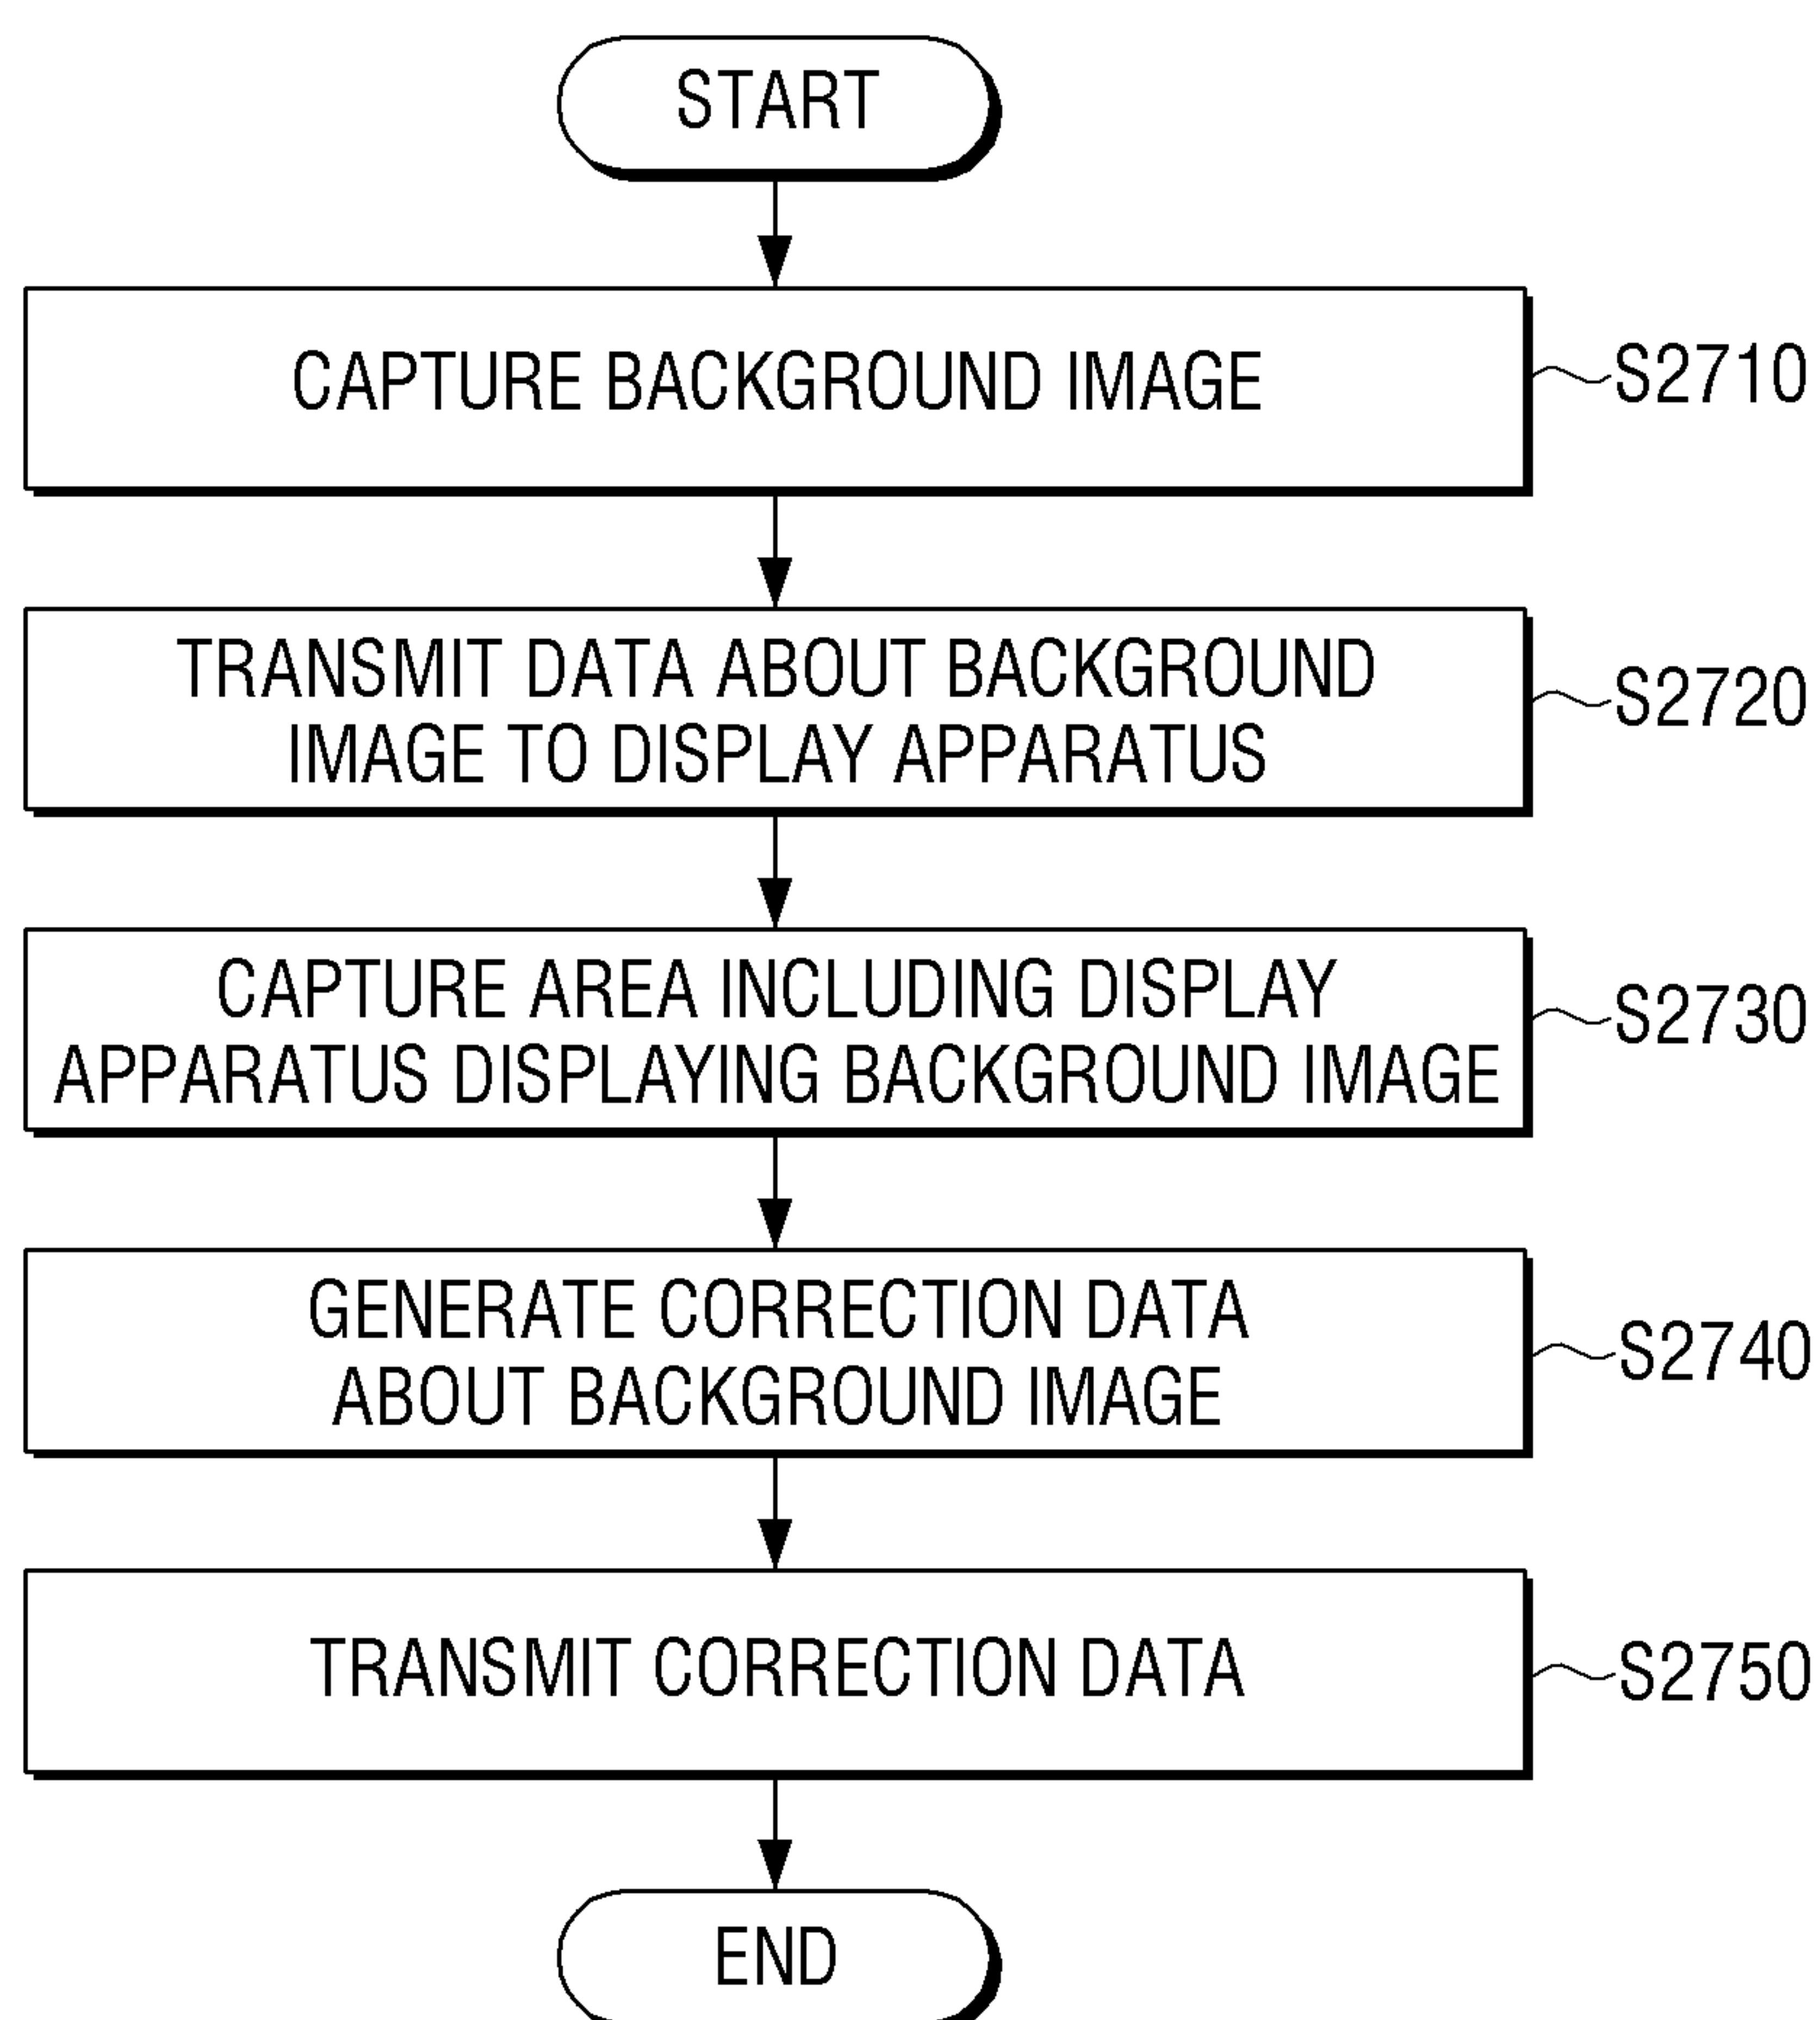 START
CAPTURE BACKGROUND IMAGE
S2710
TRANSMIT DATA ABOUT BACKGROUND
IMAGE TO DISPLAY APPARATUS
S2720
CAPTURE AREA INCLUDING DISPLAY
APPARATUS DISPLAYING BACKGROUND IMAGE
S2730
GENERATE CORRECTION DATA
ABOUT BACKGROUND IMAGE
S2740
TRANSMIT CORRECTION DATA
S2750
END